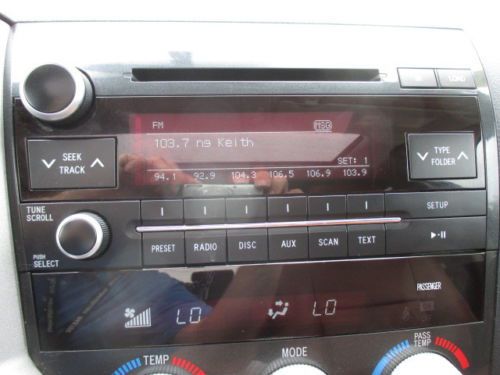 LOAD
FM
MSG
103.7 ng Keith
SET: 1
94.1 92.9 104.3 106.5 106.9 103.9
SEEK
TRACK
TYPE
FOLDER
TUNE
SCROLL
PUSH
SELECT
SETUP
PRESET RADIO DISC AUX SCAN TEXT
PASSENGER
LO LO
TEMP
MODE
PASS
TEMP